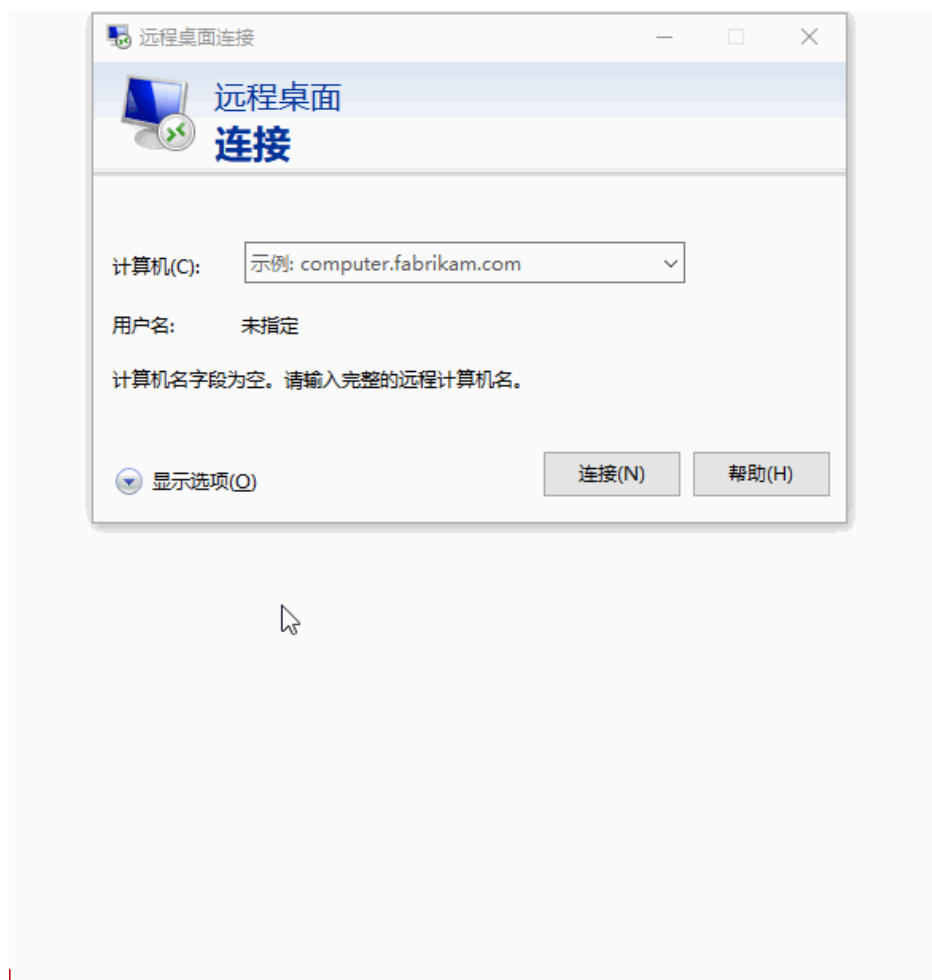 远程桌面连接
远程桌面
连接
计算机(C):
示例: computer.fabrikam.com
用户名:
未指定
计算机名字段为空。请输入完整的远程计算机名。
显示选项(O)
连接(N)
帮助(H)